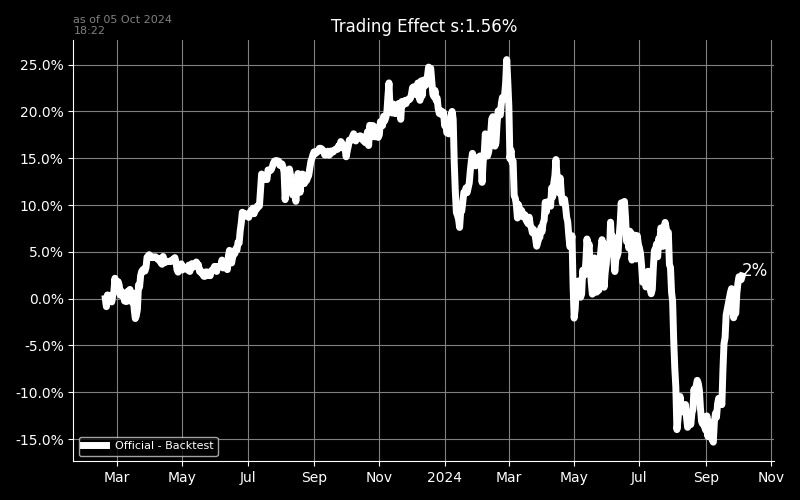 as of 05 Oct 2024
18:22
Trading Effect s:1.56%
25.0%
20.0%
15.0%
10.0%
5.0%
0.0%
-5.0%
-10.0%
-15.0%
2%
Official - Backtest
Mar May Jul Sep Nov 2024 Mar May Jul Sep Nov